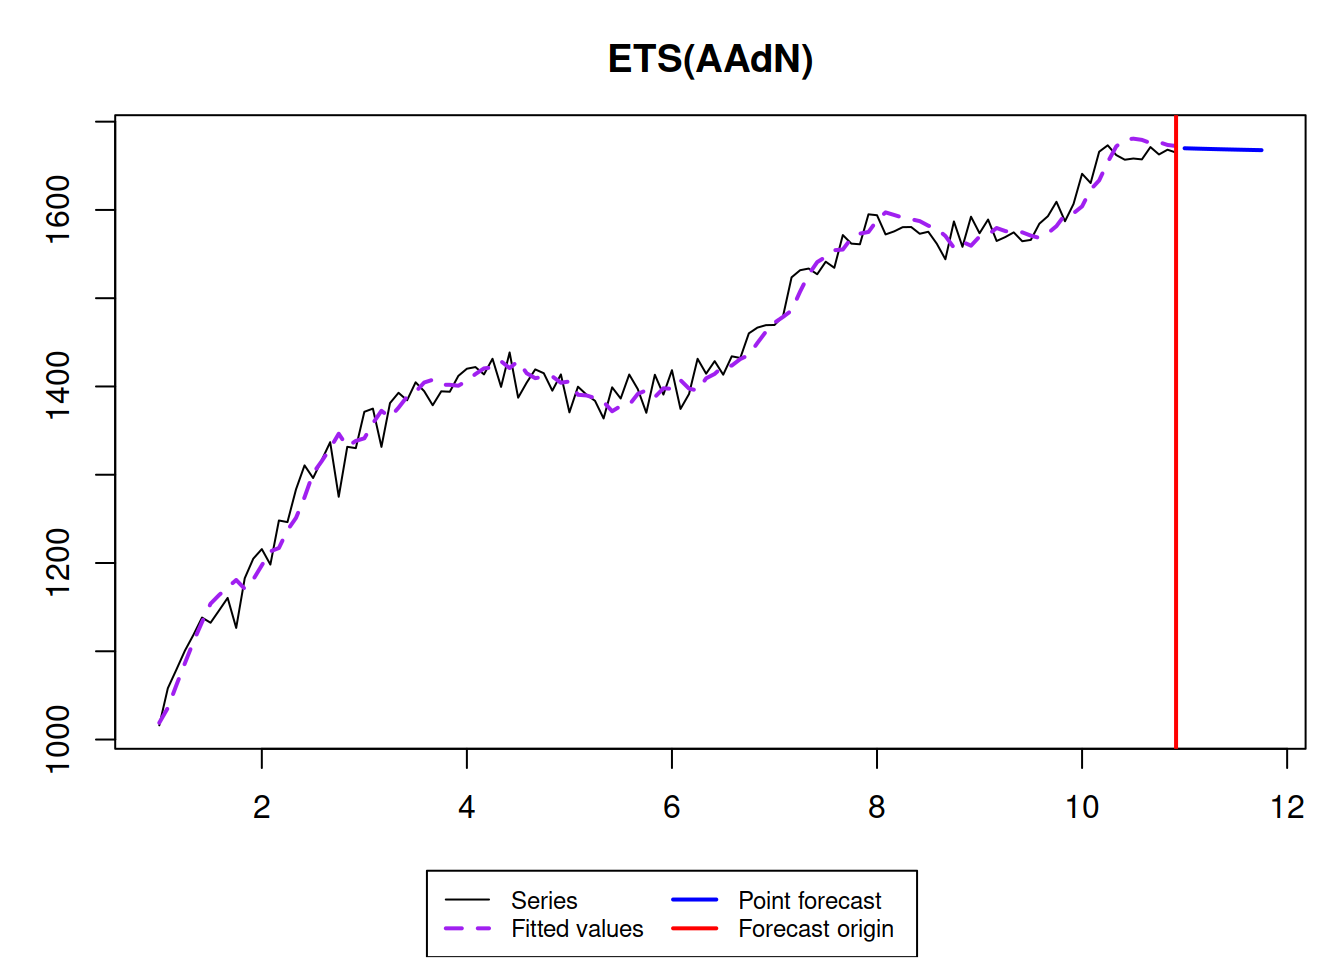 ETS(AAdN)
1600
1400
1200
1000
2 4 6 8 10 12
Series Point forecast
Fitted values Forecast origin